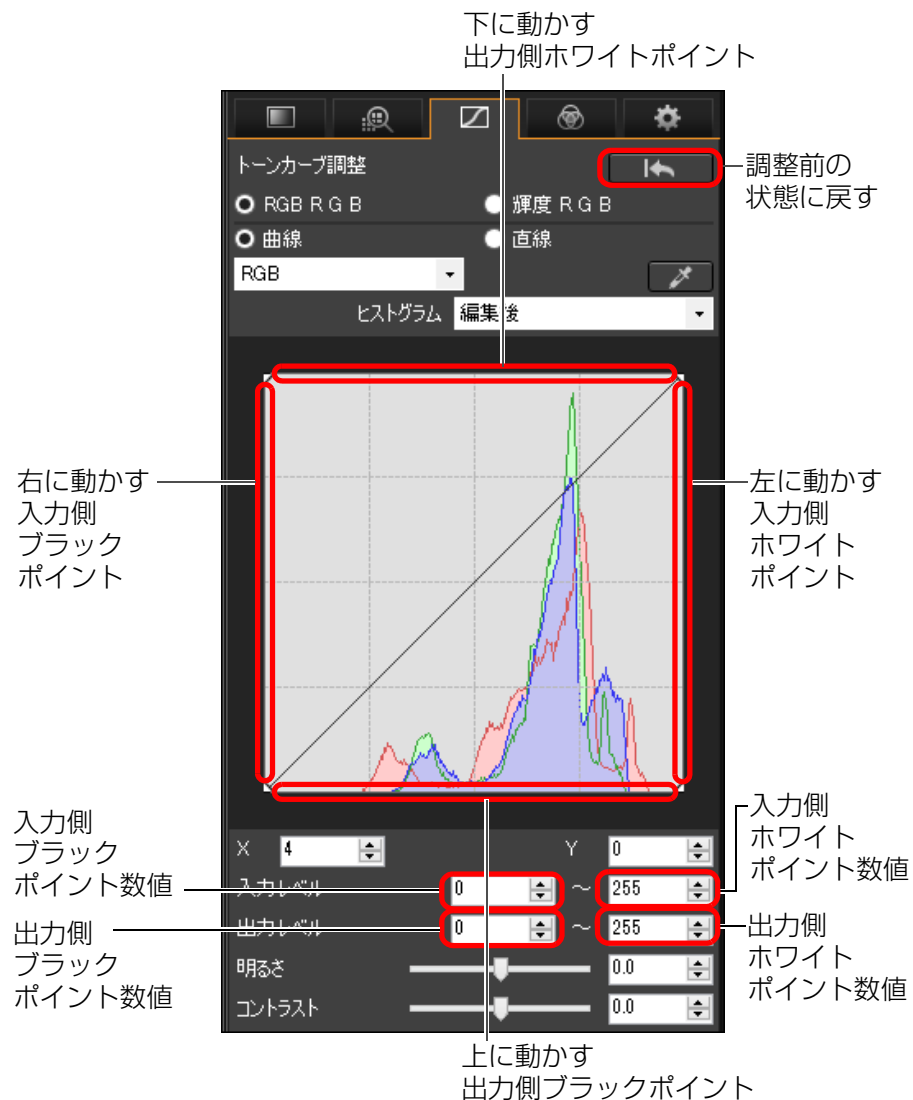 下に動かす
出力側ホワイトポイント
トーンカーブ調整
調整前の
状態に戻す
RGB R G B
輝度 R G B
曲線
直線
RGB
ヒストグラム
編集後
右に動かす
入力側
ブラック
ポイント
左に動かす
入力側
ホワイト
ポイント
入力側
ブラック
ポイント数値
入力側
ホワイト
ポイント数値
X 4 Y 0
入力レベル 0 ～ 255
出力レベル 0 ～ 255
出力側
ブラック
ポイント数値
出力側
ホワイト
ポイント数値
明るさ 0.0
コントラスト 0.0
上に動かす
出力側ブラックポイント